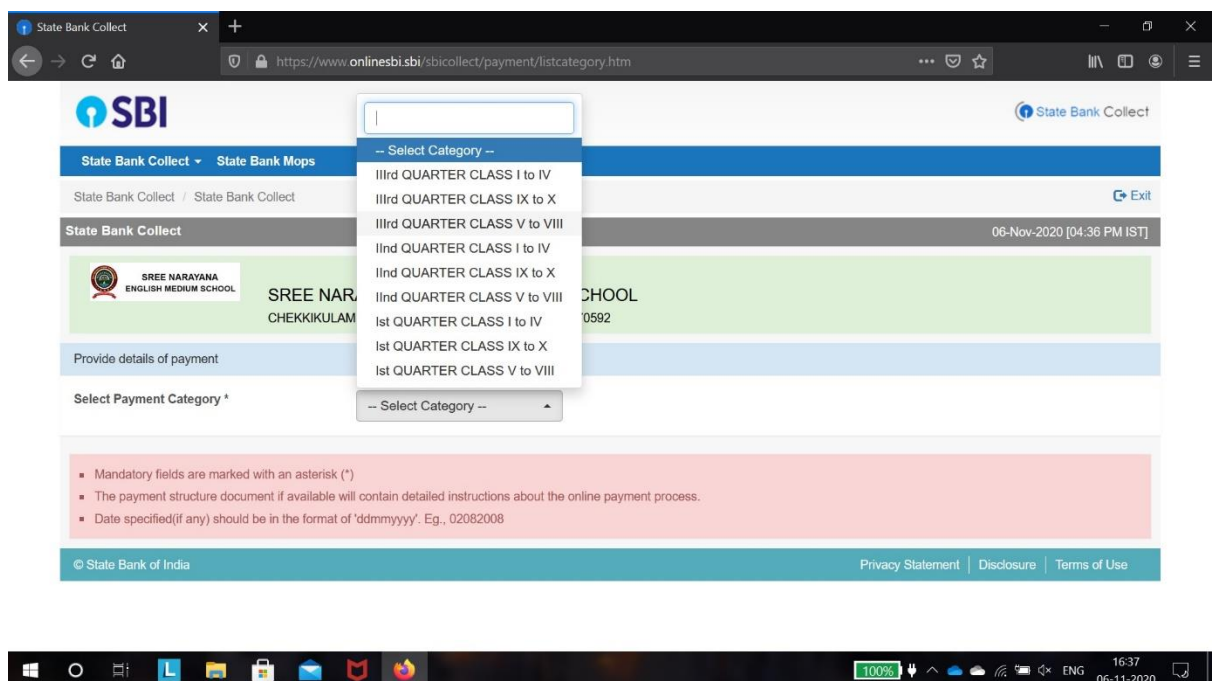 State Bank Collect
https://www.onlinesbi.sbi/sbicollect/payment/listcategory.htm
SBI
State Bank Collect
State Bank Collect State Bank Mops
State Bank Collect / State Bank Collect
Exit
State Bank Collect
06-Nov-2020 [04:36 PM IST]
SREE NARAYANA
ENGLISH MEDIUM SCHOOL
SREE NAR CHOOL
CHEKKIKULAM 0592
Provide details of payment
Select Payment Category *
-- Select Category --
IIIrd QUARTER CLASS I to IV
IIIrd QUARTER CLASS IX to X
IIIrd QUARTER CLASS V to VIII
IInd QUARTER CLASS I to IV
IInd QUARTER CLASS IX to X
IInd QUARTER CLASS V to VIII
Ist QUARTER CLASS I to IV
Ist QUARTER CLASS IX to X
Ist QUARTER CLASS V to VIII
-- Select Category --
Mandatory fields are marked with an asterisk (*)
The payment structure document if available will contain detailed instructions about the online payment process.
Date specified(if any) should be in the format of 'ddmmyyyy'. Eg., 02082008
© State Bank of India
Privacy Statement | Disclosure | Terms of Use
L
100%
ENG
16:37
06-11-2020